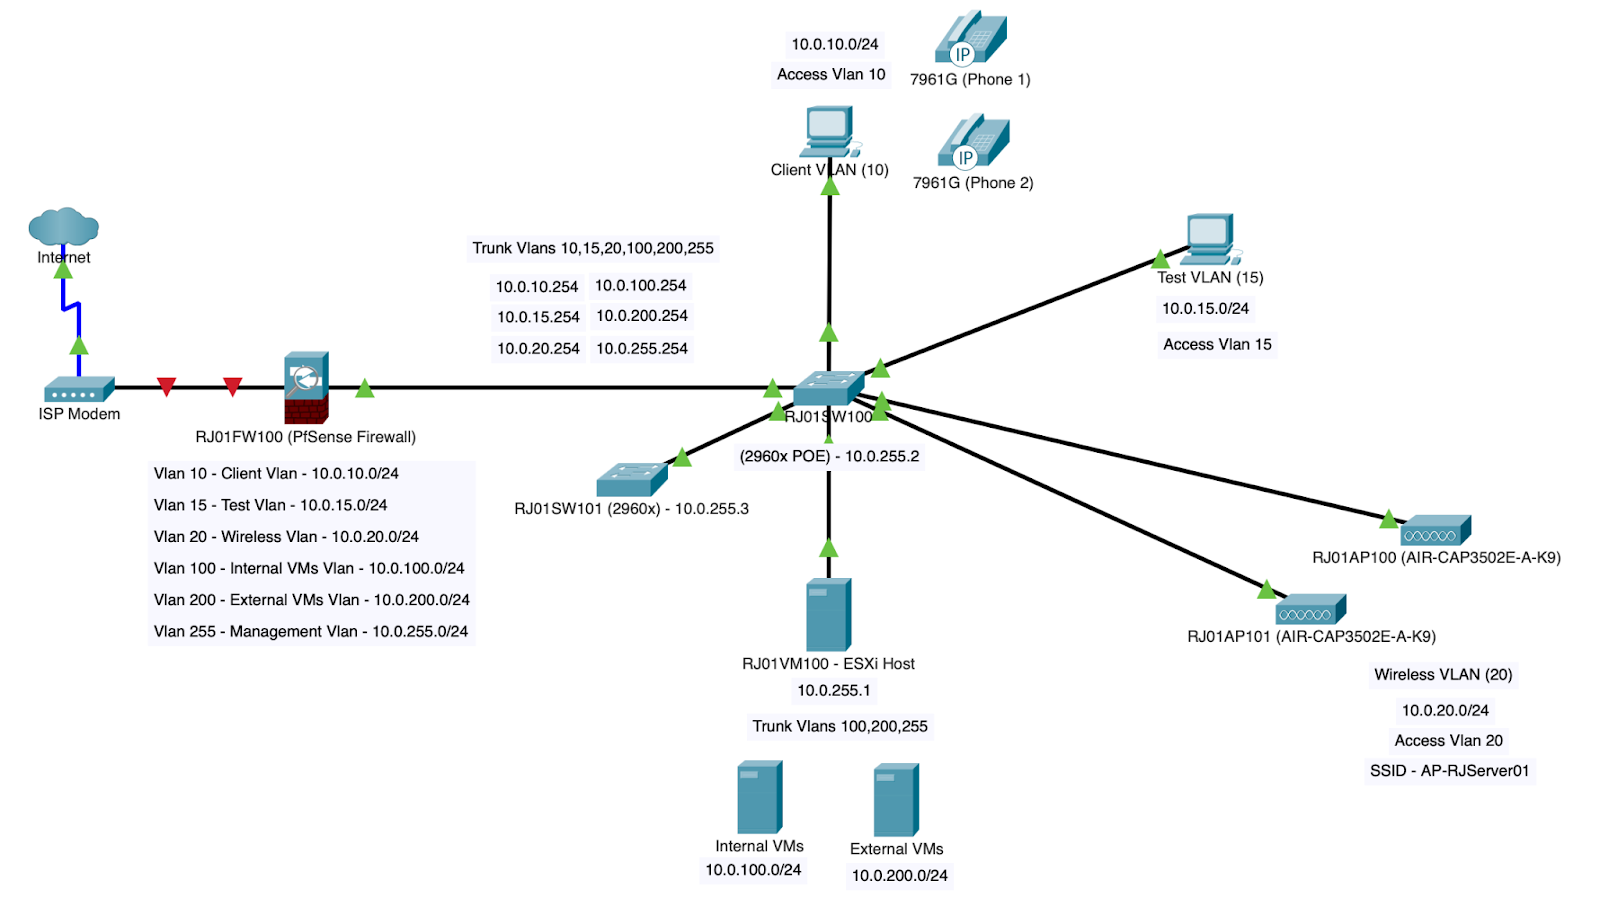 10.0.10.0/24
Access Vlan 10
IP
7961G (Phone 1)
Client VLAN (10)
IP
7961G (Phone 2)
Internet
Trunk Vlans 10,15,20,100,200,255
10.0.10.254 10.0.100.254
10.0.15.254 10.0.200.254
10.0.20.254 10.0.255.254
Test VLAN (15)
10.0.15.0/24
Access Vlan 15
ISP Modem
RJ01FW100 (PfSense Firewall)
RJ01SW100
(2960x POE) - 10.0.255.2
Vlan 10 - Client Vlan - 10.0.10.0/24
Vlan 15 - Test Vlan - 10.0.15.0/24
Vlan 20 - Wireless Vlan - 10.0.20.0/24
Vlan 100 - Internal VMs Vlan - 10.0.100.0/24
Vlan 200 - External VMs Vlan - 10.0.200.0/24
Vlan 255 - Management Vlan - 10.0.255.0/24
RJ01SW101 (2960x) - 10.0.255.3
RJ01AP100 (AIR-CAP3502E-A-K9)
RJ01AP101 (AIR-CAP3502E-A-K9)
Wireless VLAN (20)
10.0.20.0/24
Access Vlan 20
SSID - AP-RJServer01
RJ01VM100 - ESXi Host
10.0.255.1
Trunk Vlans 100,200,255
Internal VMs
10.0.100.0/24
External VMs
10.0.200.0/24